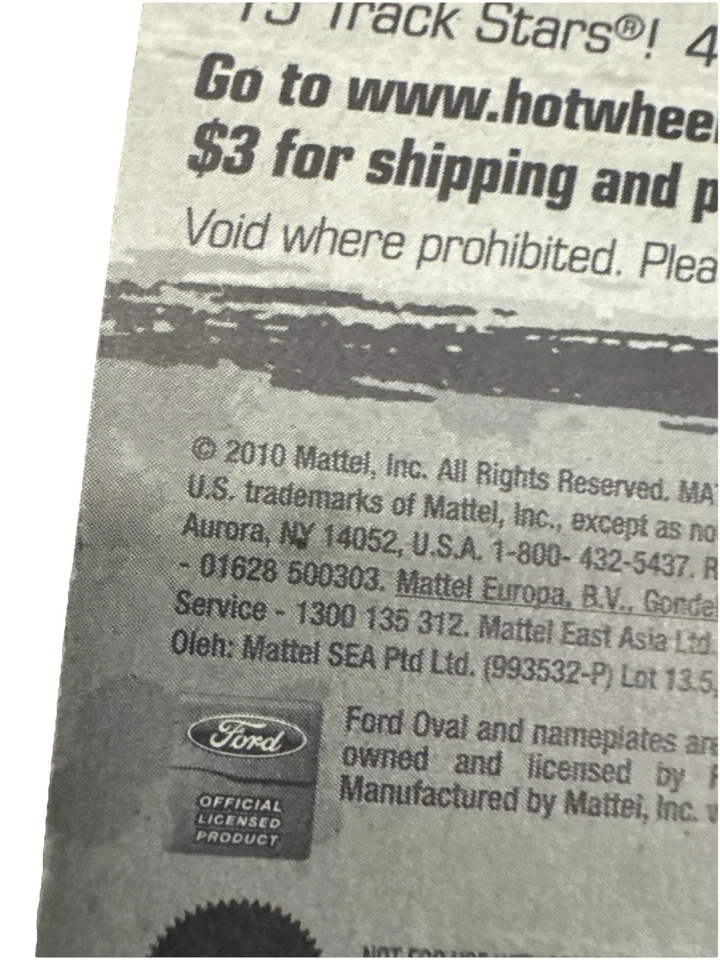 Track Stars®! 4
Go to www.hotwhee
$3 for shipping and p
Void where prohibited. Plea
© 2010 Mattel, Inc. All Rights Reserved. MA
U.S. trademarks of Mattel, Inc., except as no
Aurora, NY 14052, U.S.A. 1-800- 432-5437. R
- 01628 500303. Mattel Europa, B.V., Gonde
Service - 1300 135 312. Mattel East Asia Ltd.
Oleh: Mattel SEA Ptd Ltd. (993532-P) Lot 13.5,
Ford
OFFICIAL
LICENSED
PRODUCT
Ford Oval and nameplates are
owned and licensed by F
Manufactured by Mattel, Inc. w